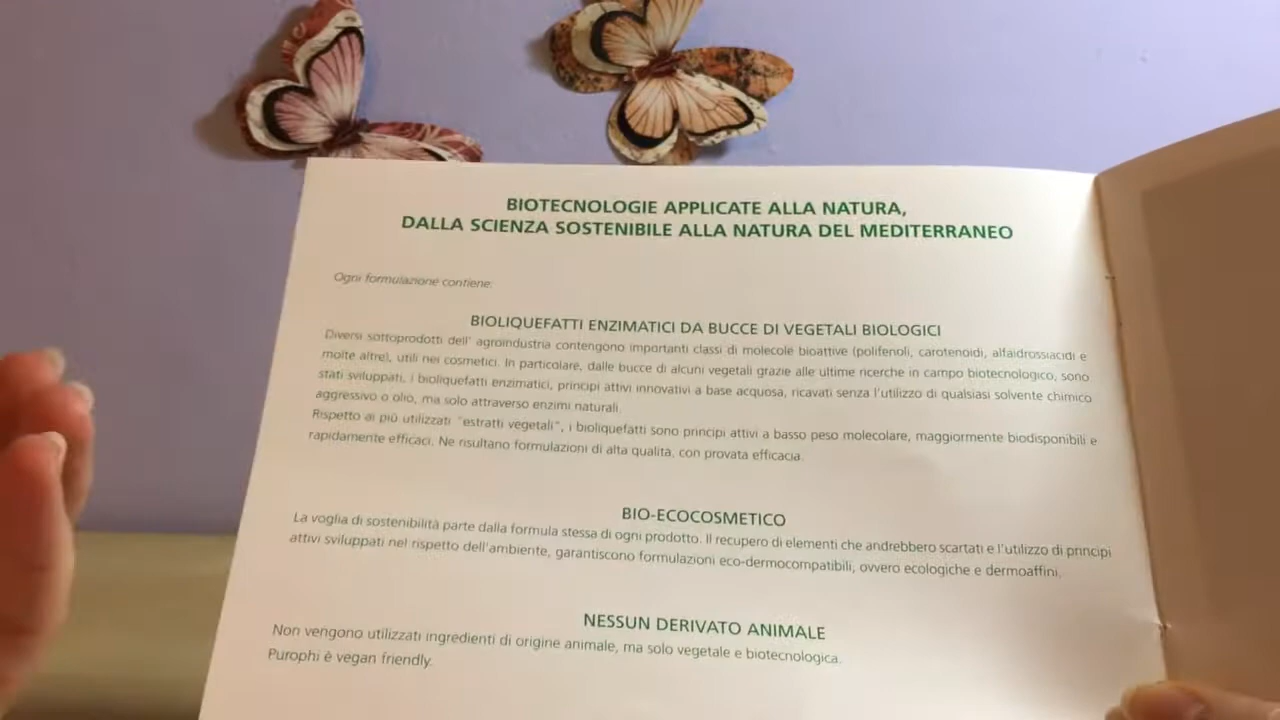 BIOTECNOLOGIE APPLICATE ALLA NATURA,
DALLA SCIENZA SOSTENIBILE ALLA NATURA DEL MEDITERRANEO
Ogni formulazione contiene:
BIOLIQUEFATTI ENZIMATICI DA BUCCE DI VEGETALI BIOLOGICI
Diversi sottoprodotti dell' agroindustria contengono importanti classi di molecole bioattive (polifenoli, carotenoidi, alfaidrossiacidi e
molte altre), utili nei cosmetici. In particolare, dalle bucce di alcuni vegetali grazie alle ultime ricerche in campo biotecnologico, sono
stati sviluppati, i bioliquefatti enzimatici, principi attivi innovativi a base acquosa, ricavati senza l'utilizzo di qualsiasi solvente chimico
aggressivo o olio, ma solo attraverso enzimi naturali.
Rispetto ai più utilizzati "estratti vegetali", i bioliquefatti sono principi attivi a basso peso molecolare, maggiormente biodisponibili e
rapidamente efficaci. Ne risultano formulazioni di alta qualità, con provata efficacia.
BIO-ECOCOSMETICO
La voglia di sostenibilità parte dalla formula stessa di ogni prodotto. Il recupero di elementi che andrebbero scartati e l'utilizzo di principi
attivi sviluppati nel rispetto dell'ambiente, garantiscono formulazioni eco-dermocompatibili, ovvero ecologiche e dermoaffini.
NESSUN DERIVATO ANIMALE
Non vengono utilizzati ingredienti di origine animale, ma solo vegetale e biotecnologica.
Purophi è vegan friendly.